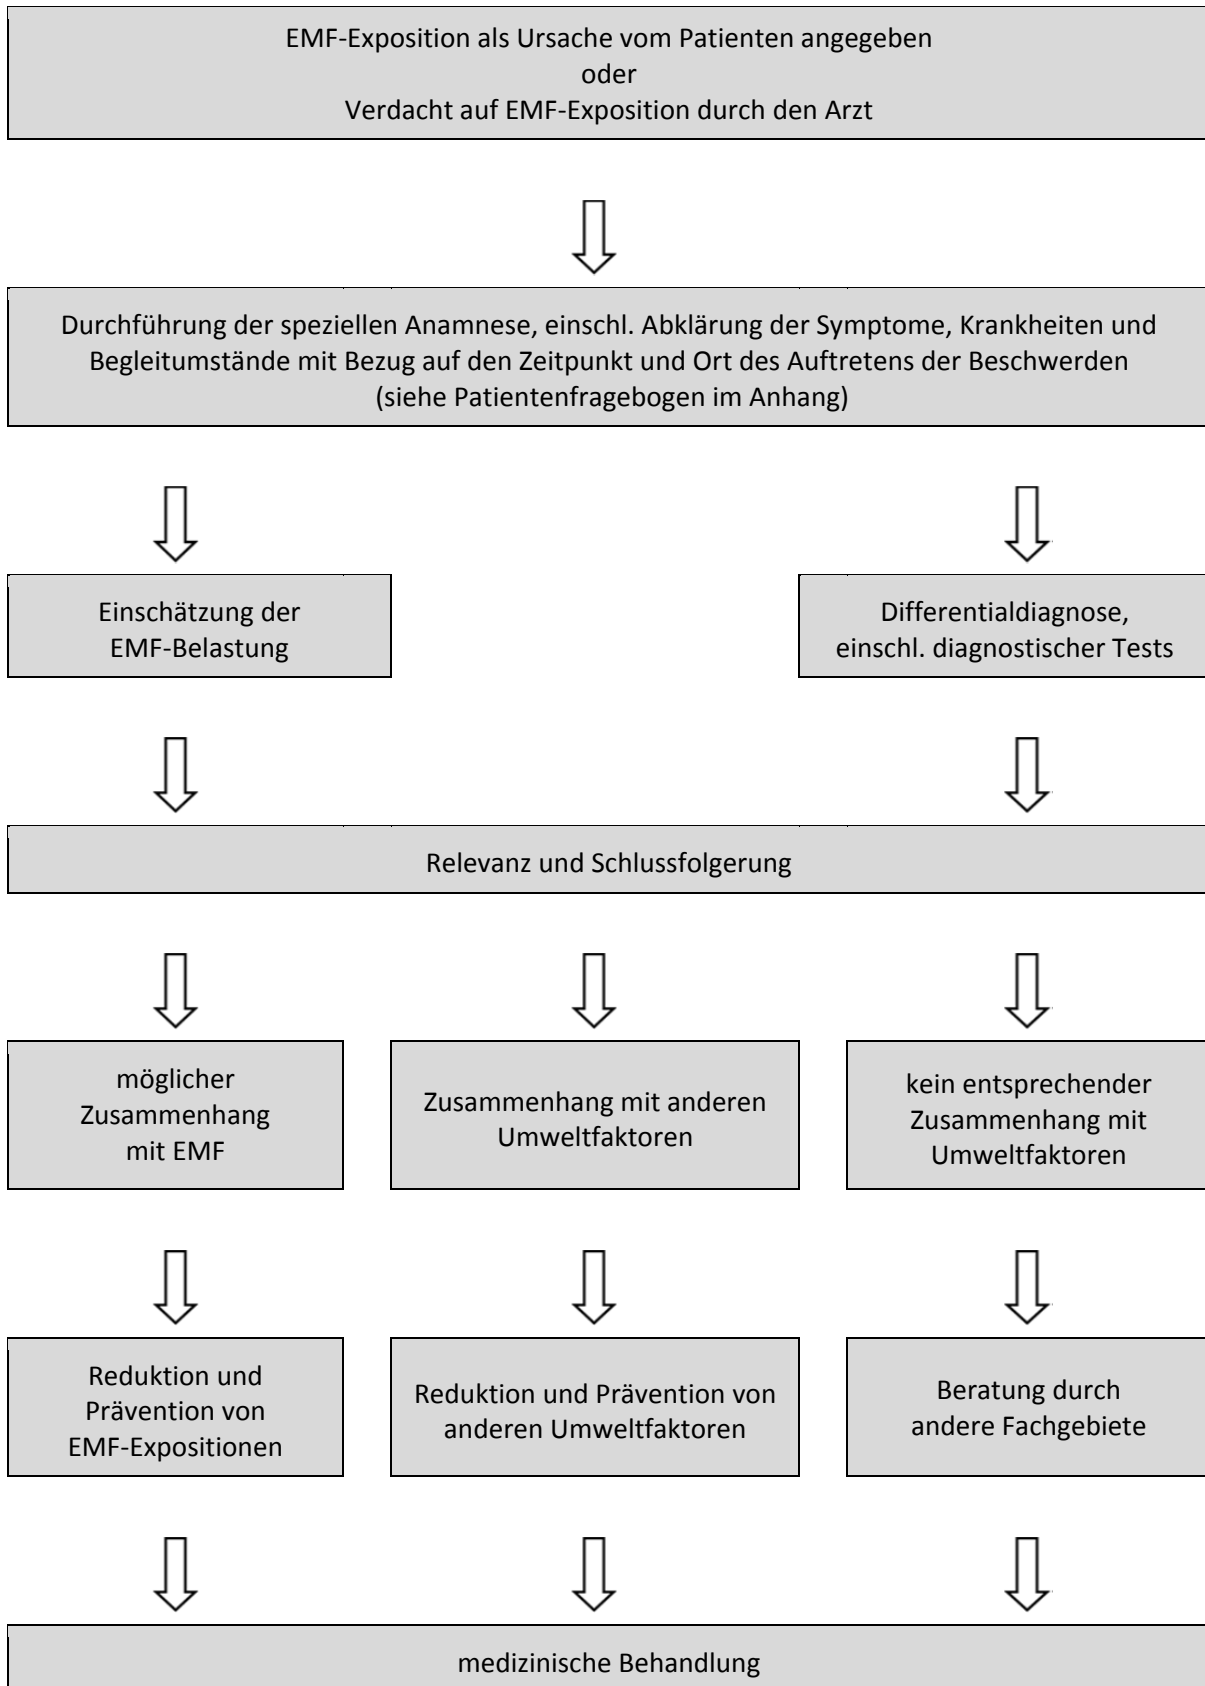 EMF-Exposition als Ursache vom Patienten angegeben
oder
Verdacht auf EMF-Exposition durch den Arzt
Durchführung der speziellen Anamnese, einschl. Abklärung der Symptome, Krankheiten und
Begleitumstände mit Bezug auf den Zeitpunkt und Ort des Auftretens der Beschwerden
(siehe Patientenfragebogen im Anhang)
Einschätzung der
EMF-Belastung
Differentialdiagnose,
einschl. diagnostischer Tests
Relevanz und Schlussfolgerung
möglicher
Zusammenhang
mit EMF
Zusammenhang mit anderen
Umweltfaktoren
kein entsprechender
Zusammenhang mit
Umweltfaktoren
Reduktion und
Prävention von
EMF-Expositionen
Reduktion und Prävention von
anderen Umweltfaktoren
Beratung durch
andere Fachgebiete
medizinische Behandlung